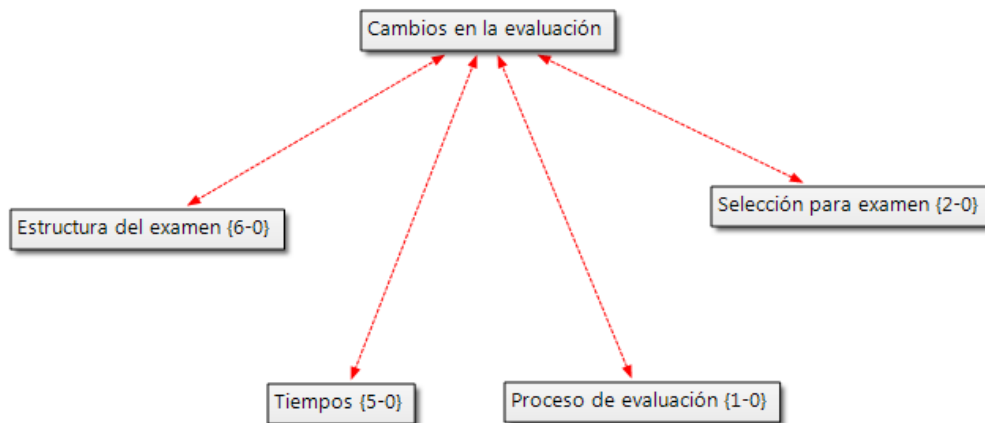 Cambios en la evaluación
Selección para examen {2-0}
Estructura del examen {6-0}
Tiempos {5-0}
Proceso de evaluación {1-0}